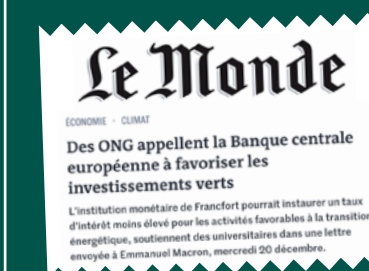 Le Monde
ÉCONOMIE - CLIMAT
Des ONG appellent la Banque centrale
européenne à favoriser les
investissements verts
L'institution monétaire de Francfort pourrait instaurer un taux
d'intérêt moins élevé pour les activités favorables à la transition
énergétique, soutiennent des universitaires dans une lettre
envoyée à Emmanuel Macron, mercredi 20 décembre.